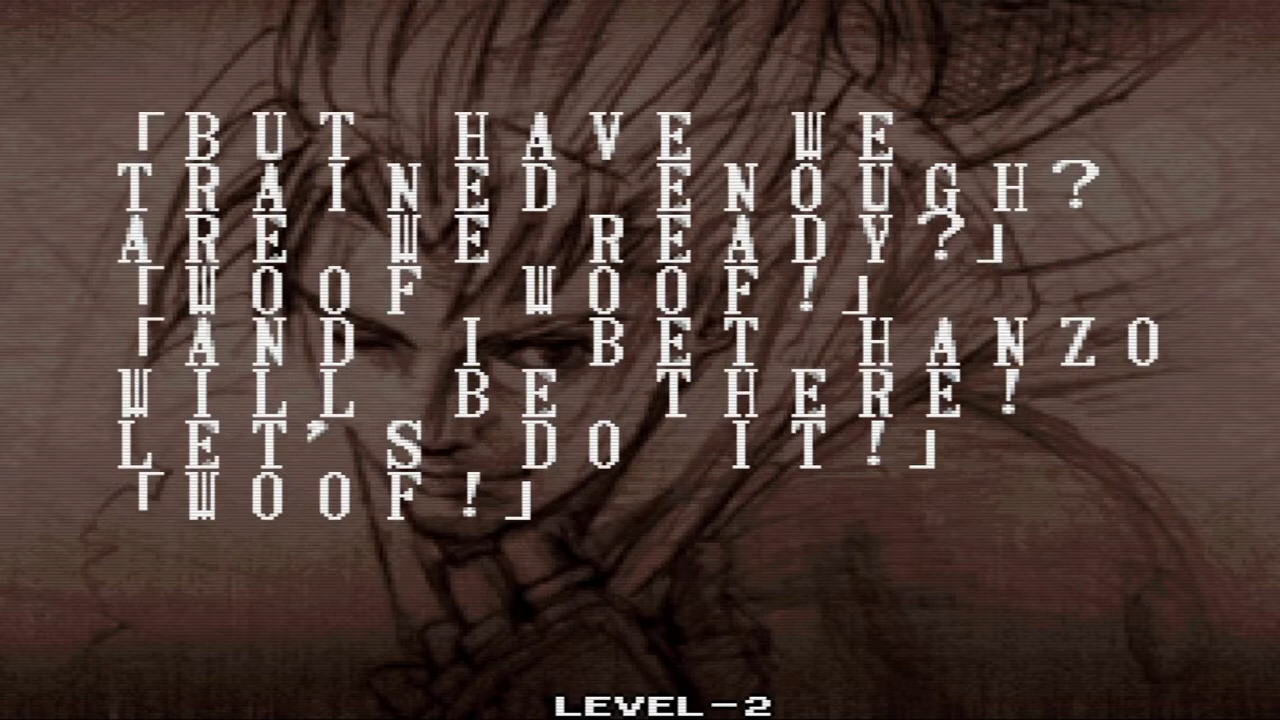 「BUT HAVE WE
TRAINED ENOUGH?
ARE WE READY?」
「WOOF WOOF!」
「AND I BET HANZO
WILL BE THERE!
LET'S DO IT!」
「WOOF!」
LEVEL-2